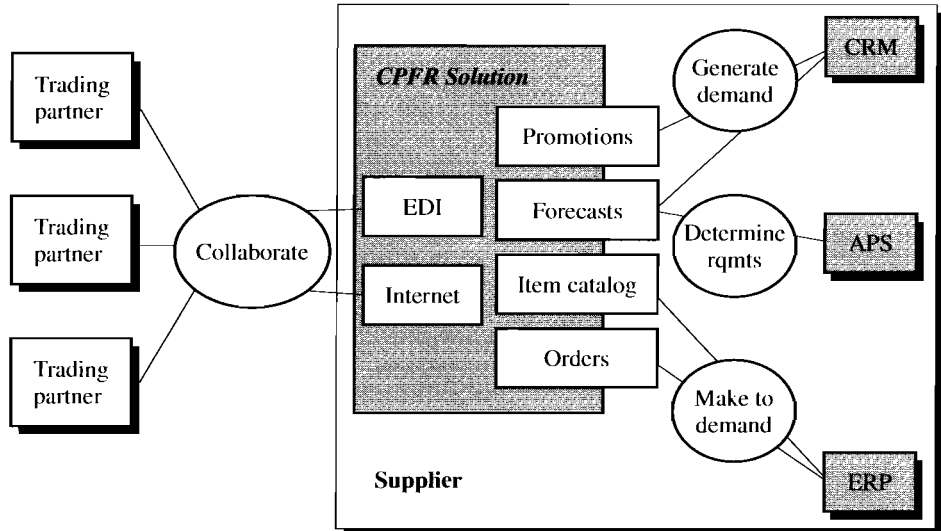 Trading
partner
Trading
partner
Trading
partner
Collaborate
CPFR Solution
EDI
Internet
Promotions
Forecasts
Item catalog
Orders
Generate
demand
Determine
rqmts
Make to
demand
CRM
APS
ERP
Supplier